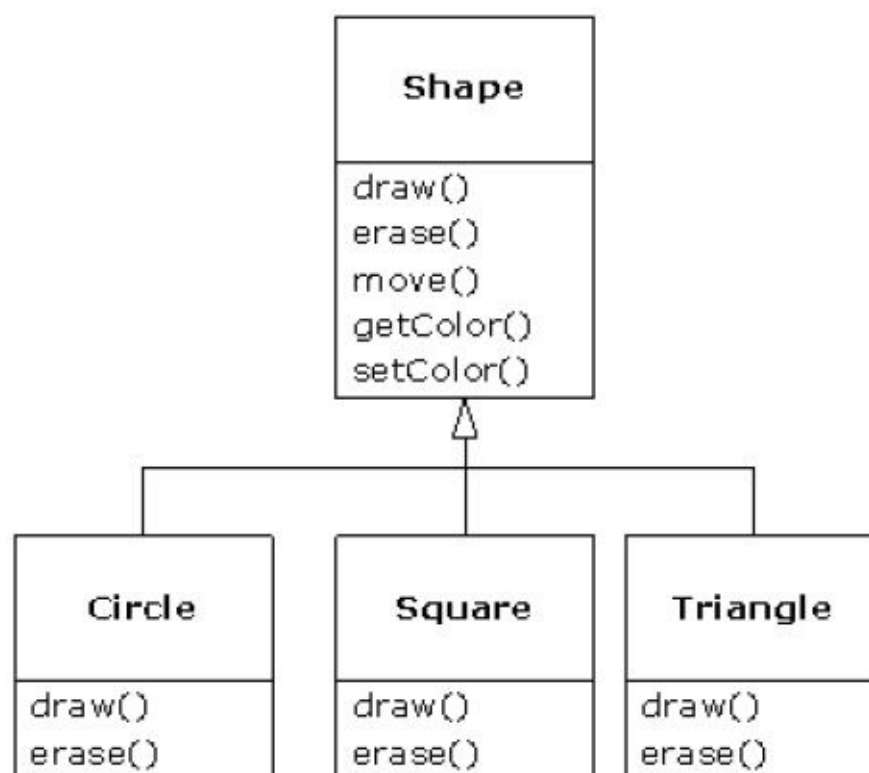 Shape
draw()
erase()
move()
getColor()
setColor()
Circle
draw()
erase()
Square
draw()
erase()
Triangle
draw()
erase()